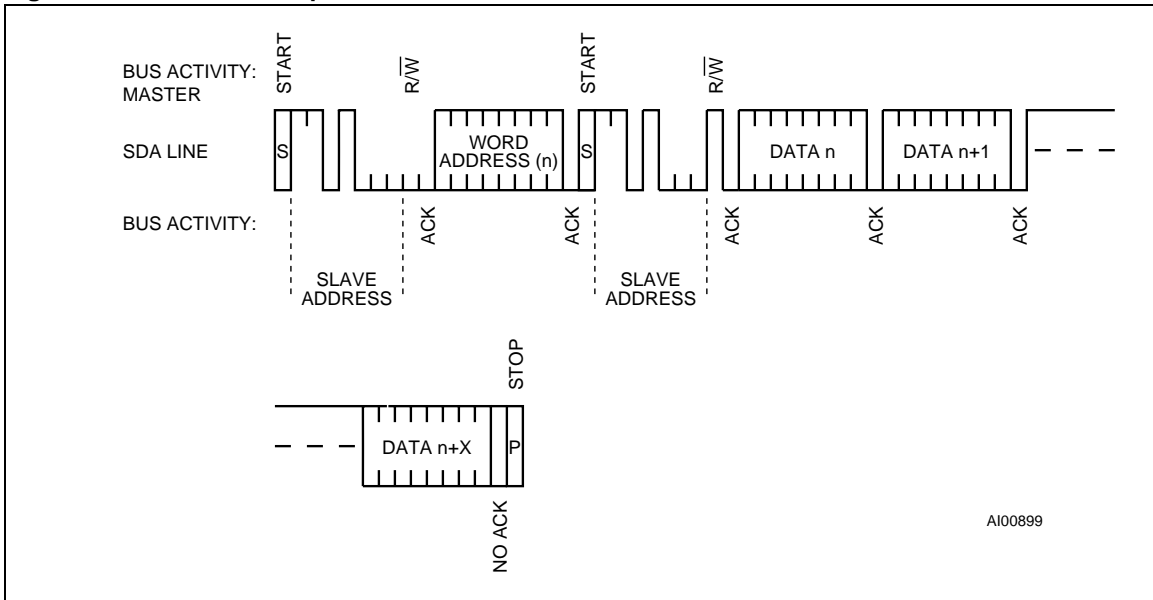 START
R/W
START
R/W
BUS ACTIVITY:
MASTER
SDA LINE
S
WORD
ADDRESS (n)
S
DATA n
DATA n+1
BUS ACTIVITY:
ACK
ACK
ACK
ACK
ACK
SLAVE
ADDRESS
SLAVE
ADDRESS
STOP
DATA n+X
P
NO ACK
AI00899